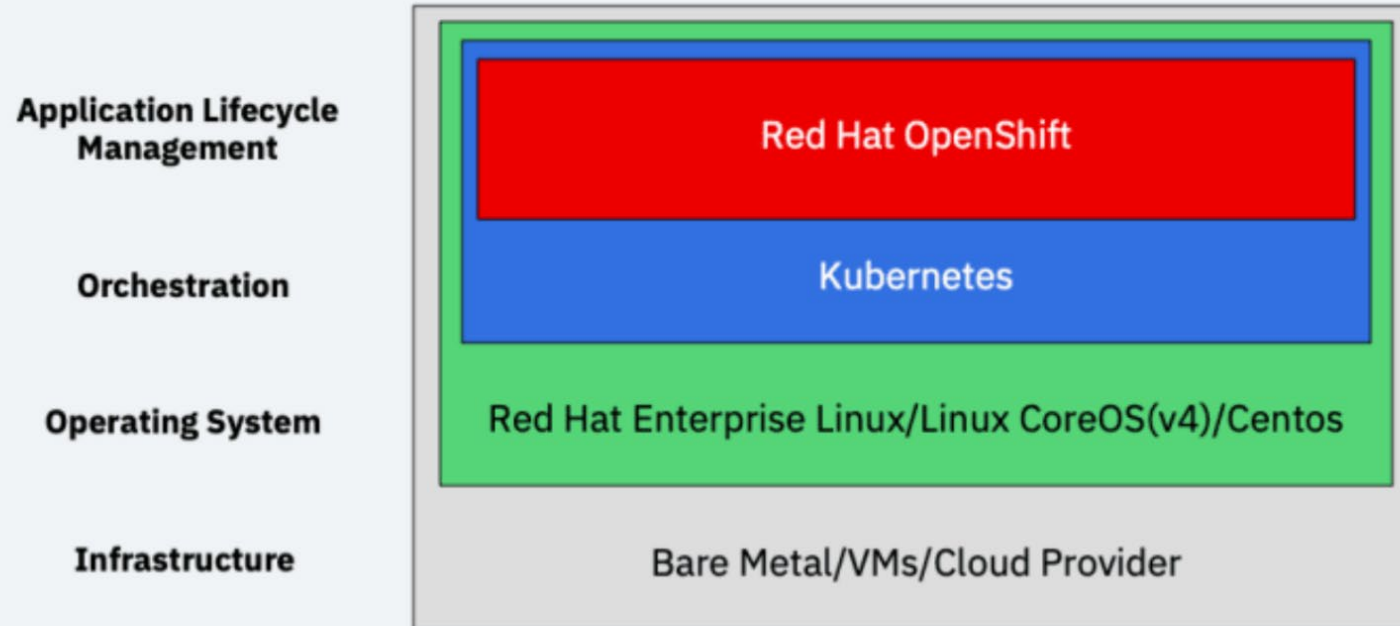 Application Lifecycle
Management
Red Hat OpenShift
Orchestration
Kubernetes
Operating System
Red Hat Enterprise Linux/Linux CoreOS(v4)/Centos
Infrastructure
Bare Metal/VMs/Cloud Provider